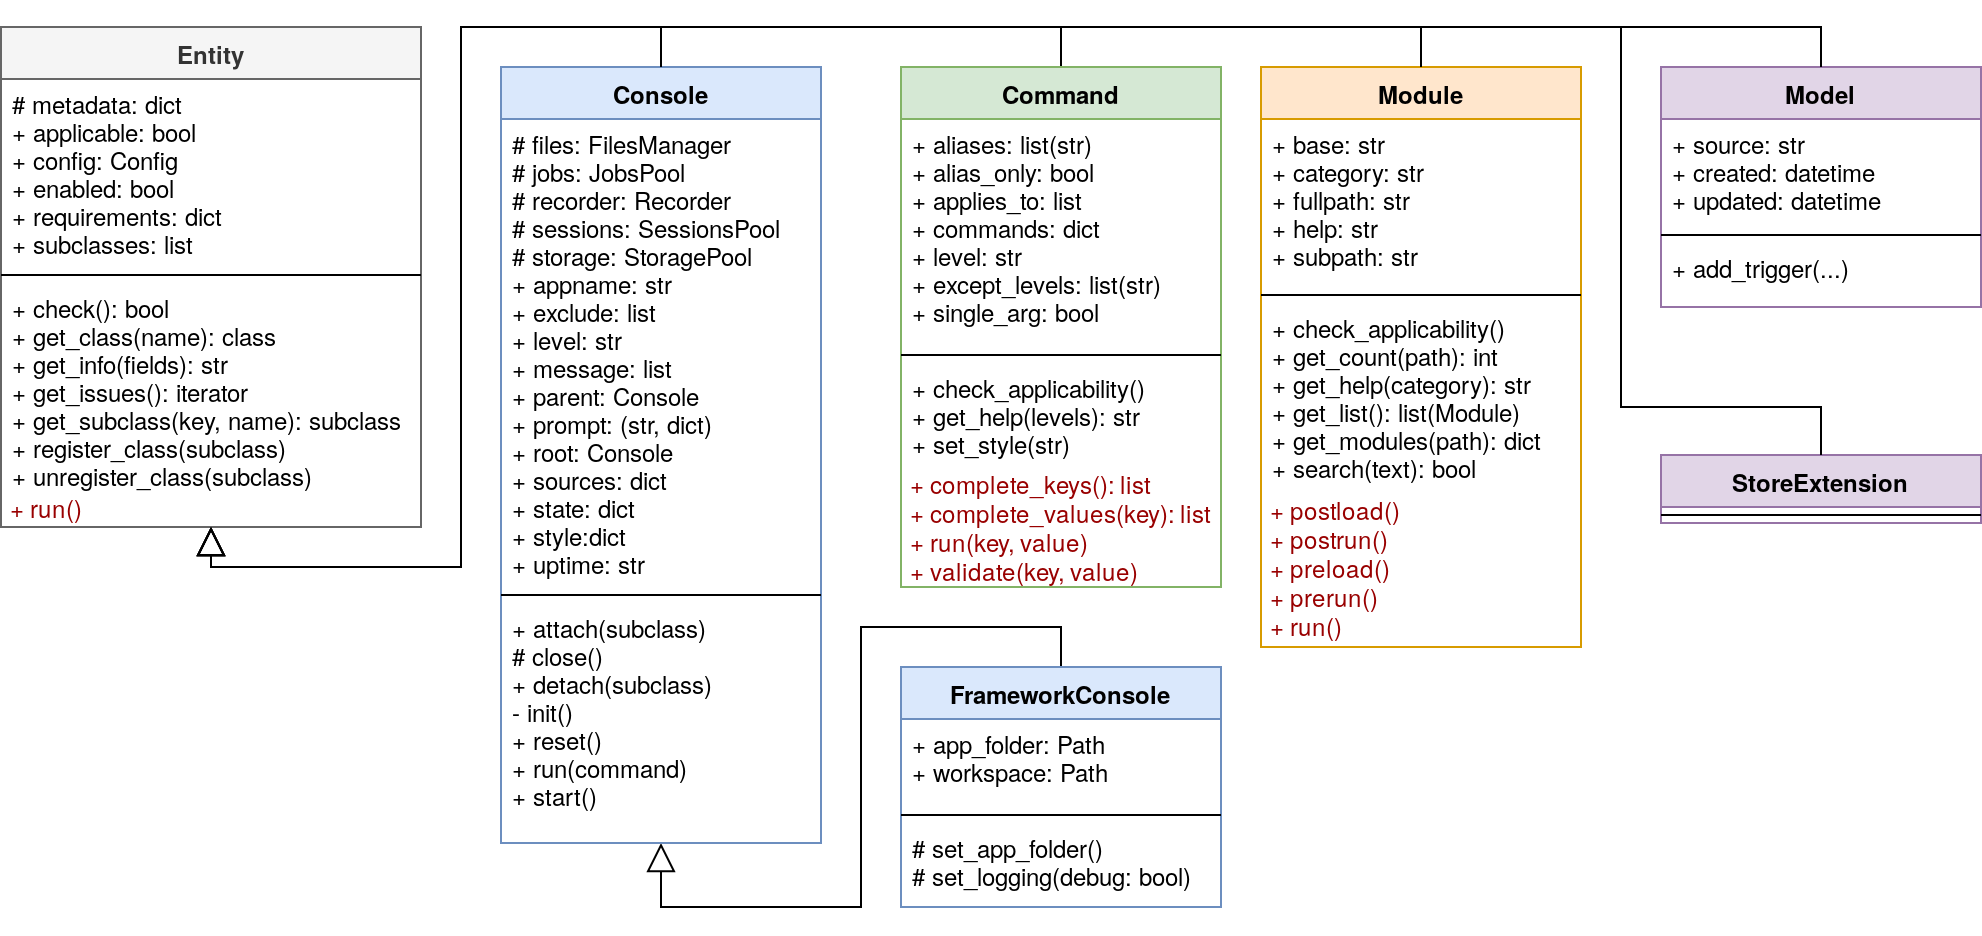 Entity
# metadata: dict
+ applicable: bool
+ config: Config
+ enabled: bool
+ requirements: dict
+ subclasses: list
+ check(): bool
+ get_class(name): class
+ get_info(fields): str
+ get_issues(): iterator
+ get_subclass(key, name): subclass
+ register_class(subclass)
+ unregister_class(subclass)
+ run()
Console
# files: FilesManager
# jobs: JobsPool
# recorder: Recorder
# sessions: SessionsPool
# storage: StoragePool
+ appname: str
+ exclude: list
+ level: str
+ message: list
+ parent: Console
+ prompt: (str, dict)
+ root: Console
+ sources: dict
+ state: dict
+ style:dict
+ uptime: str
+ attach(subclass)
# close()
+ detach(subclass)
- init()
+ reset()
+ run(command)
+ start()
Command
+ aliases: list(str)
+ alias_only: bool
+ applies_to: list
+ commands: dict
+ level: str
+ except_levels: list(str)
+ single_arg: bool
+ check_applicability()
+ get_help(levels): str
+ set_style(str)
+ complete_keys(): list
+ complete_values(key): list
+ run(key, value)
+ validate(key, value)
FrameworkConsole
+ app_folder: Path
+ workspace: Path
# set_app_folder()
# set_logging(debug: bool)
Module
+ base: str
+ category: str
+ fullpath: str
+ help: str
+ subpath: str
+ check_applicability()
+ get_count(path): int
+ get_help(category): str
+ get_list(): list(Module)
+ get_modules(path): dict
+ search(text): bool
+ postload()
+ postrun()
+ preload()
+ prerun()
+ run()
Model
+ source: str
+ created: datetime
+ updated: datetime
+ add_trigger(...)
StoreExtension